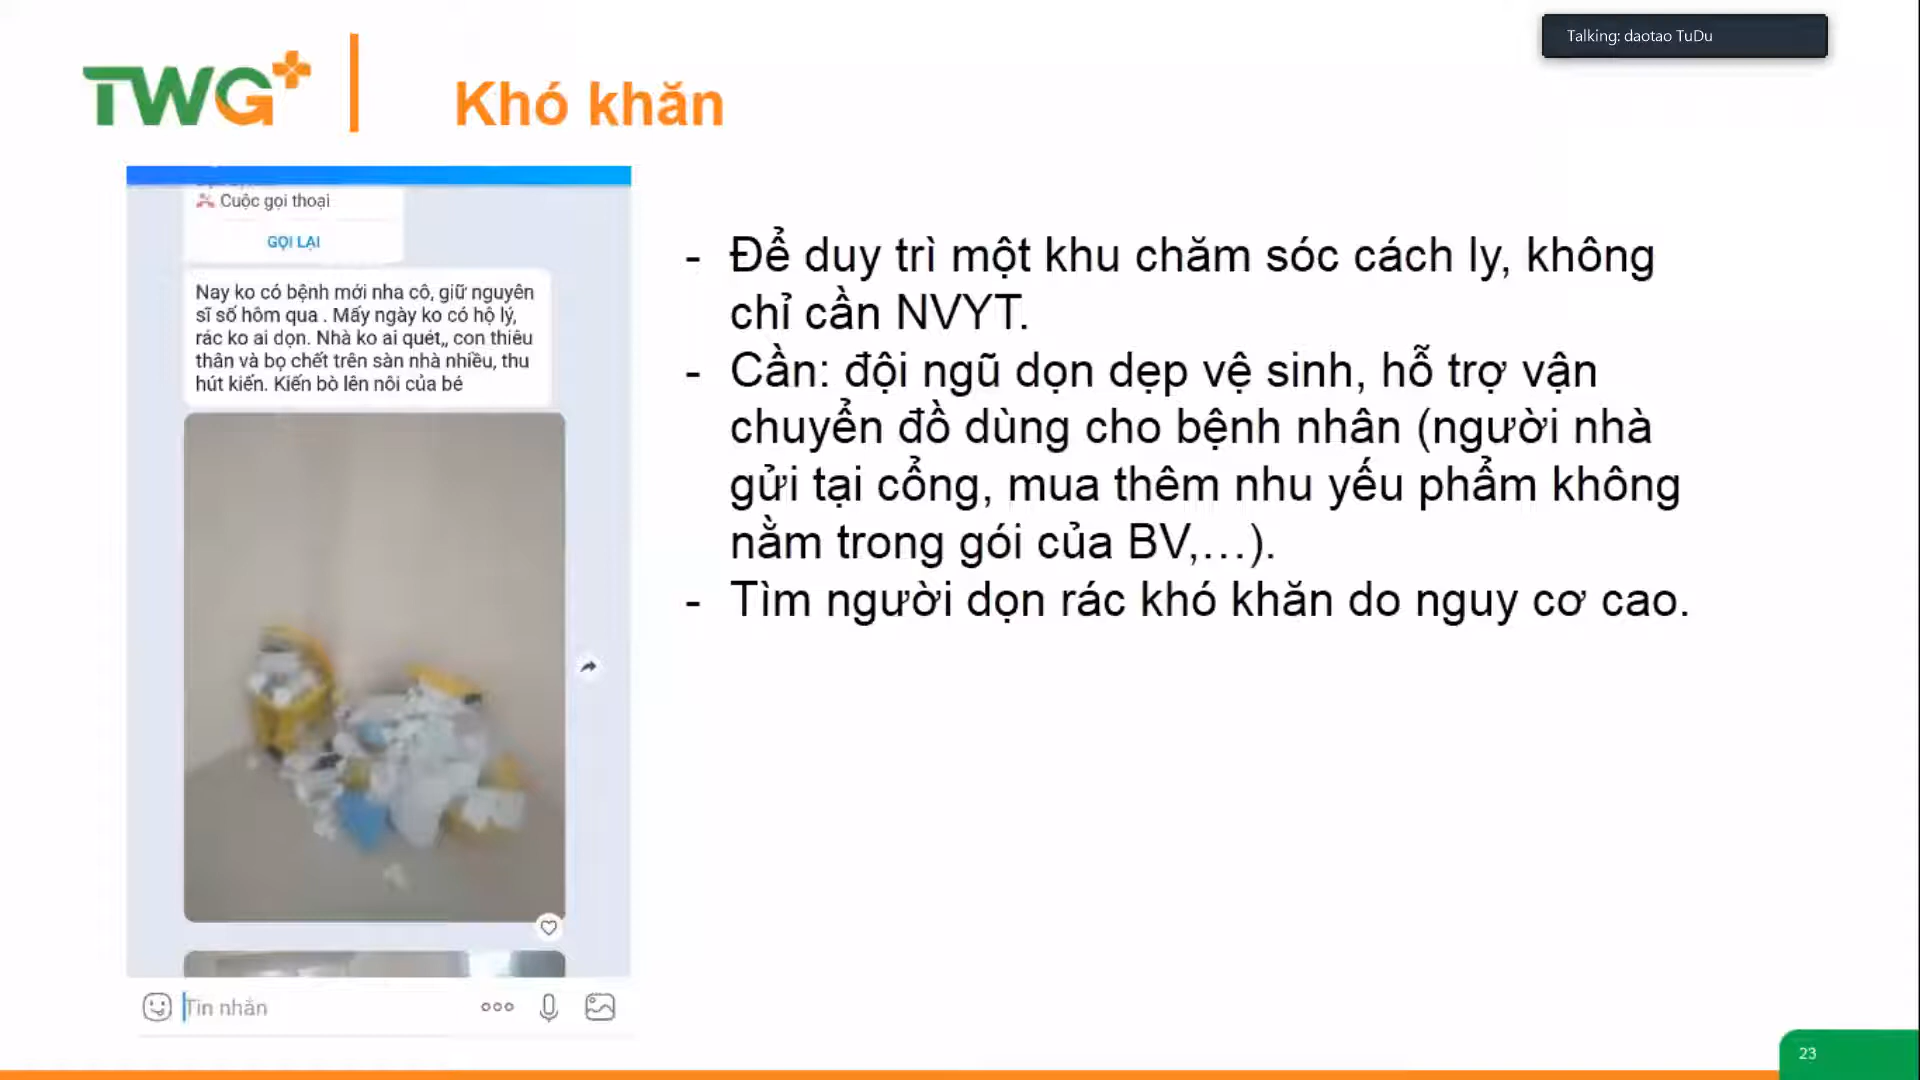 Talking: daotao TuDu
TWG+
Khó khăn
Cuộc gọi thoại
GỌI LẠI
Nay ko có bệnh mới nha cô, giữ nguyên
sĩ số hôm qua . Mấy ngày ko có hộ lý,
rác ko ai dọn. Nhà ko ai quét,, con thiêu
thân và bọ chết trên sàn nhà nhiều, thu
hút kiến. Kiến bò lên nôi của bé
Tin nhắn
- Để duy trì một khu chăm sóc cách ly, không
chỉ cần NVYT.
- Cần: đội ngũ dọn dẹp vệ sinh, hỗ trợ vận
chuyển đồ dùng cho bệnh nhân (người nhà
gửi tại cổng, mua thêm nhu yếu phẩm không
nằm trong gói của BV,...).
- Tìm người dọn rác khó khăn do nguy cơ cao.
23